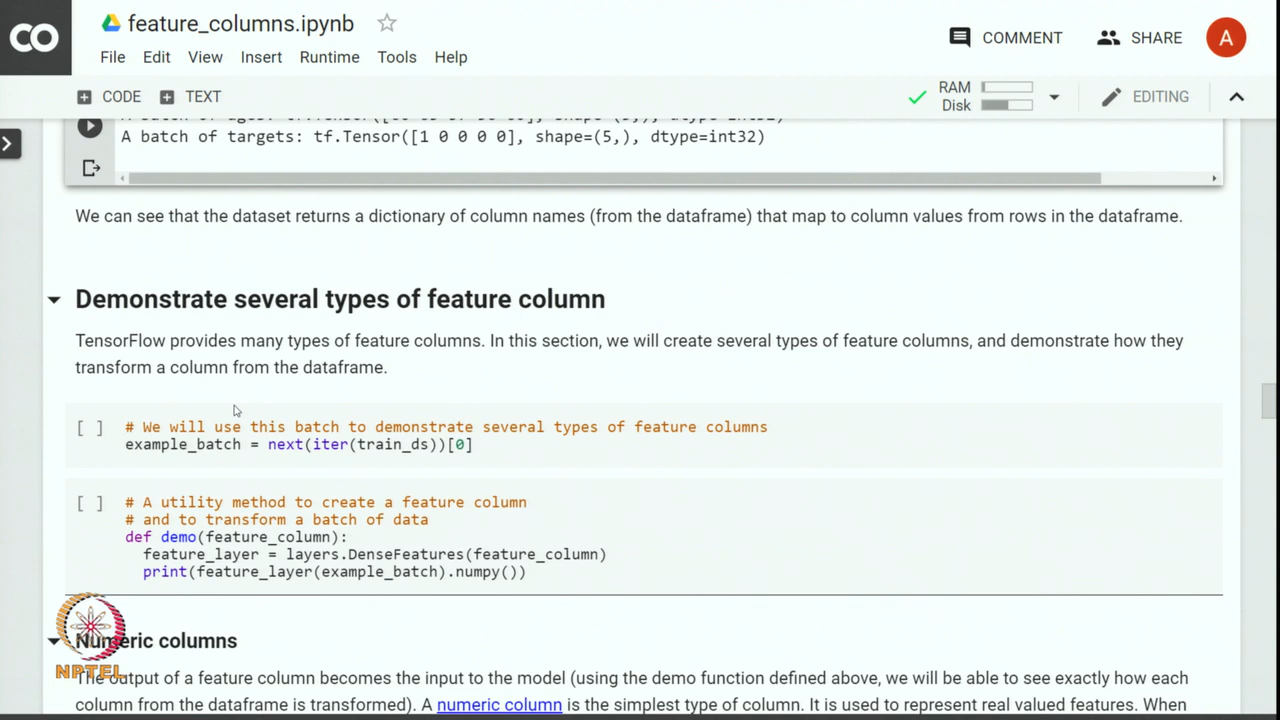 CO
feature_columns.ipynb
File Edit View Insert Runtime Tools Help
COMMENT
SHARE
A
CODE
TEXT
RAM
Disk
EDITING
A batch of targets: tf.Tensor([1 0 0 0 0], shape=(5,), dtype=int32)
We can see that the dataset returns a dictionary of column names (from the dataframe) that map to column values from rows in the dataframe.
Demonstrate several types of feature column
TensorFlow provides many types of feature columns. In this section, we will create several types of feature columns, and demonstrate how they
transform a column from the dataframe.
[ ] # We will use this batch to demonstrate several types of feature columns
example_batch = next(iter(train_ds))[0]
[ ] # A utility method to create a feature column
# and to transform a batch of data
def demo(feature_column):
feature_layer = layers.DenseFeatures(feature_column)
print(feature_layer(example_batch).numpy())
Numeric columns
NPTEL
The output of a feature column becomes the input to the model (using the demo function defined above, we will be able to see exactly how each
column from the dataframe is transformed). A numeric column is the simplest type of column. It is used to represent real valued features. When